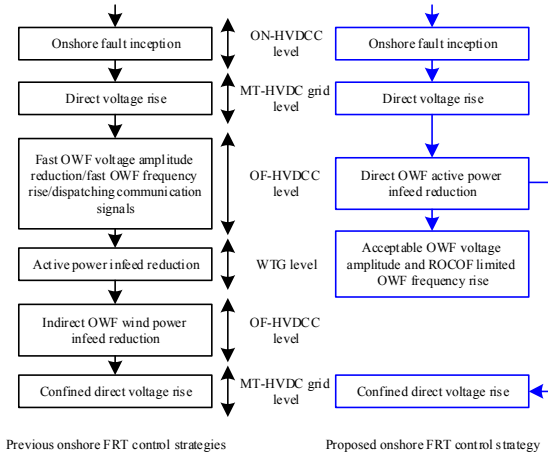 Onshore fault inception
ON-HVDCC
level
Onshore fault inception
Direct voltage rise
MT-HVDC grid
level
Direct voltage rise
Fast OWF voltage amplitude
reduction/fast OWF frequency
rise/dispatching communication
signals
OF-HVDCC
level
Direct OWF active power
infeed reduction
Active power infeed reduction
WTG level
Acceptable OWF voltage
amplitude and ROCOF limited
OWF frequency rise
Indirect OWF wind power
infeed reduction
OF-HVDCC
level
Confined direct voltage rise
MT-HVDC grid
level
Confined direct voltage rise
Previous onshore FRT control strategies
Proposed onshore FRT control strategy